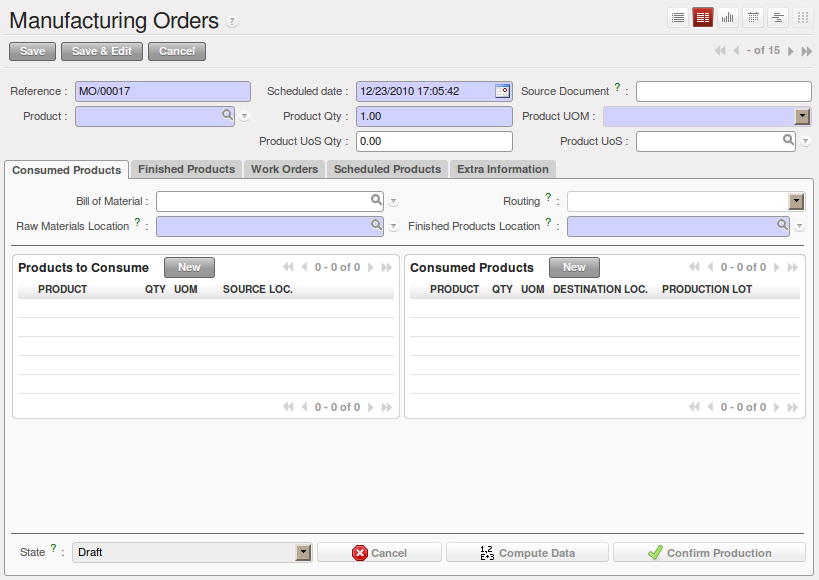 Manufacturing Orders ?
Save Save & Edit Cancel - of 15
Reference : MO/00017 Scheduled date : 12/23/2010 17:05:42 Source Document ? :
Product : Product Qty : 1.00 Product UOM :
Product UoS Qty : 0.00 Product UoS :
Consumed Products Finished Products Work Orders Scheduled Products Extra Information
Bill of Material : Routing ? :
Raw Materials Location ? : Finished Products Location ? :
Products to Consume New 0 - 0 of 0 Consumed Products New 0 - 0 of 0
PRODUCT QTY UOM SOURCE LOC. PRODUCT QTY UOM DESTINATION LOC. PRODUCTION LOT
0 - 0 of 0 0 - 0 of 0
State ? : Draft Cancel 1,2 E+3 Compute Data Confirm Production